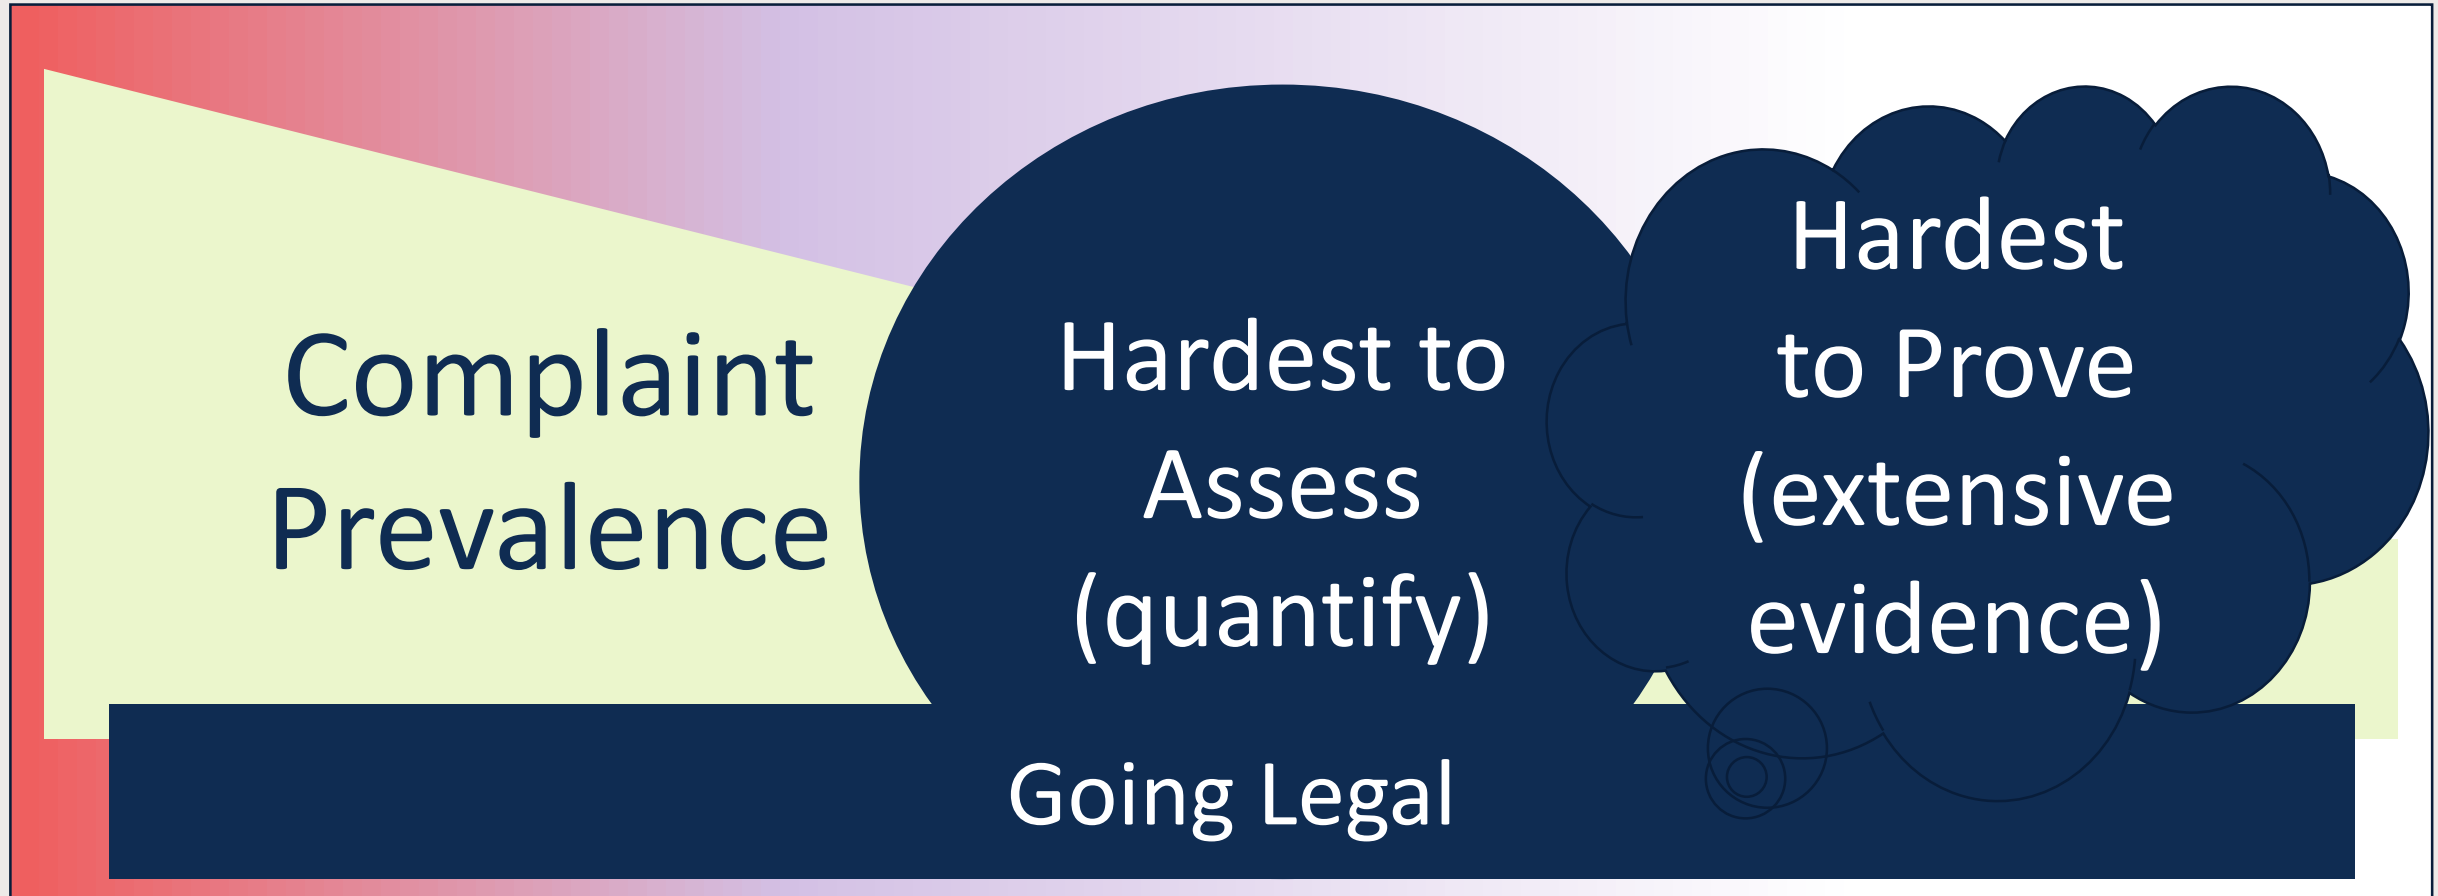 Complaint
Prevalence
Hardest to
Assess
(quantify)
Hardest
to Prove
(extensive
evidence)
Going Legal